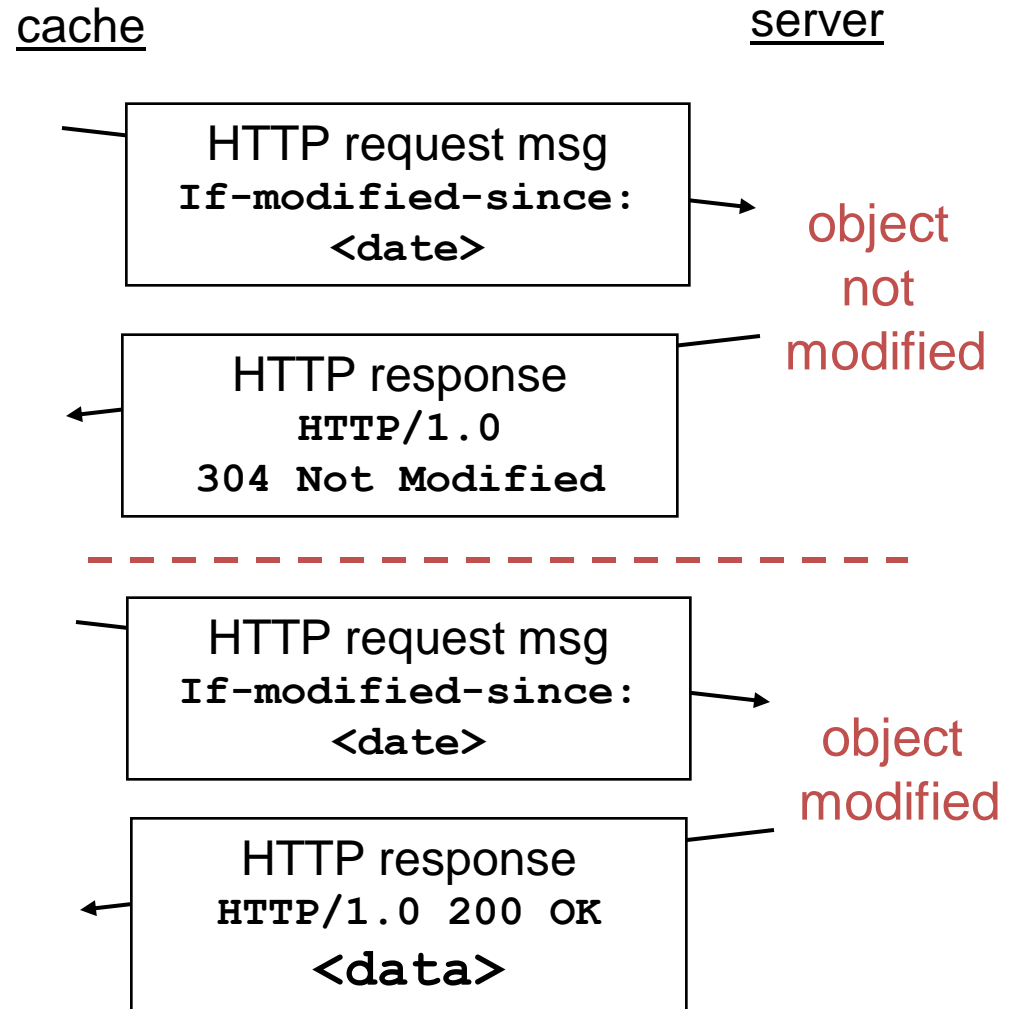 cache
server
HTTP request msg
If-modified-since:
<date>
object
not
modified
HTTP response
HTTP/1.0
304 Not Modified
HTTP request msg
If-modified-since:
<date>
object
modified
HTTP response
HTTP/1.0 200 OK
<data>